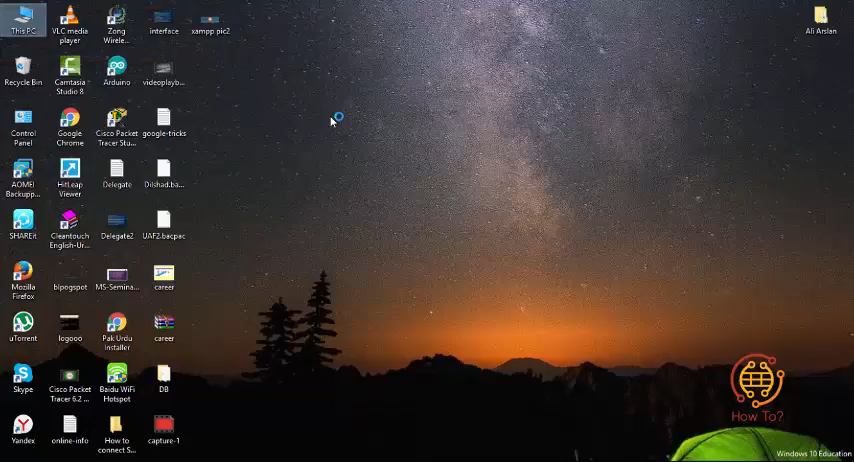 This PC
VLC media
player
Zong
Wirele...
interface
xampp pic2
Ali Arslan
Recycle Bin
Camtasia
Studio 8
Arduino
videoplayb...
Control
Panel
Google
Chrome
Cisco Packet
Tracer Stu...
google-tricks
AOMEI
Backupp...
HitLeap
Viewer
Delegate
Dilshad.ba...
SHAREit
Cleantouch
English-Ur...
Delegate2
UAF2.bacpac
Mozilla
Firefox
blpogspot
MS-Semina...
career
uTorrent
logooo
Pak Urdu
Installer
career
Skype
Cisco Packet
Tracer 6.2 ...
Baidu WiFi
Hotspot
DB
Yandex
online-info
How to
connect S...
capture-1
How To?
Windows 10 Education